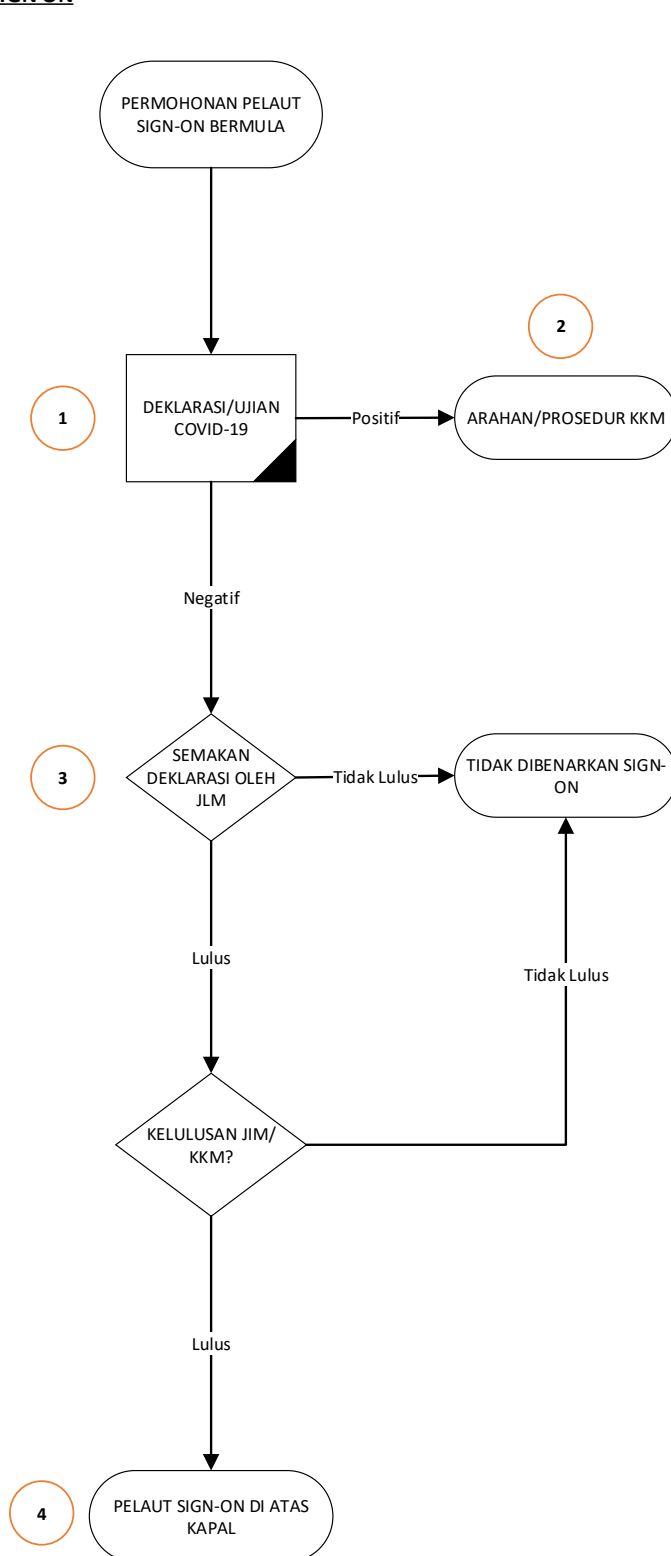 SIGN ON
PERMOHONAN PELAUT
SIGN-ON BERMULA
2
1
DEKLARASI/UJIAN
COVID-19
Positif
ARAHAN/PROSEDUR KKM
Negatif
3
SEMAKAN
DEKLARASI OLEH
JLM
Tidak Lulus
TIDAK DIBENARKAN SIGN-
ON
Lulus
Tidak Lulus
KELULUSAN JIM/
KKM?
Lulus
4
PELAUT SIGN-ON DI ATAS
KAPAL